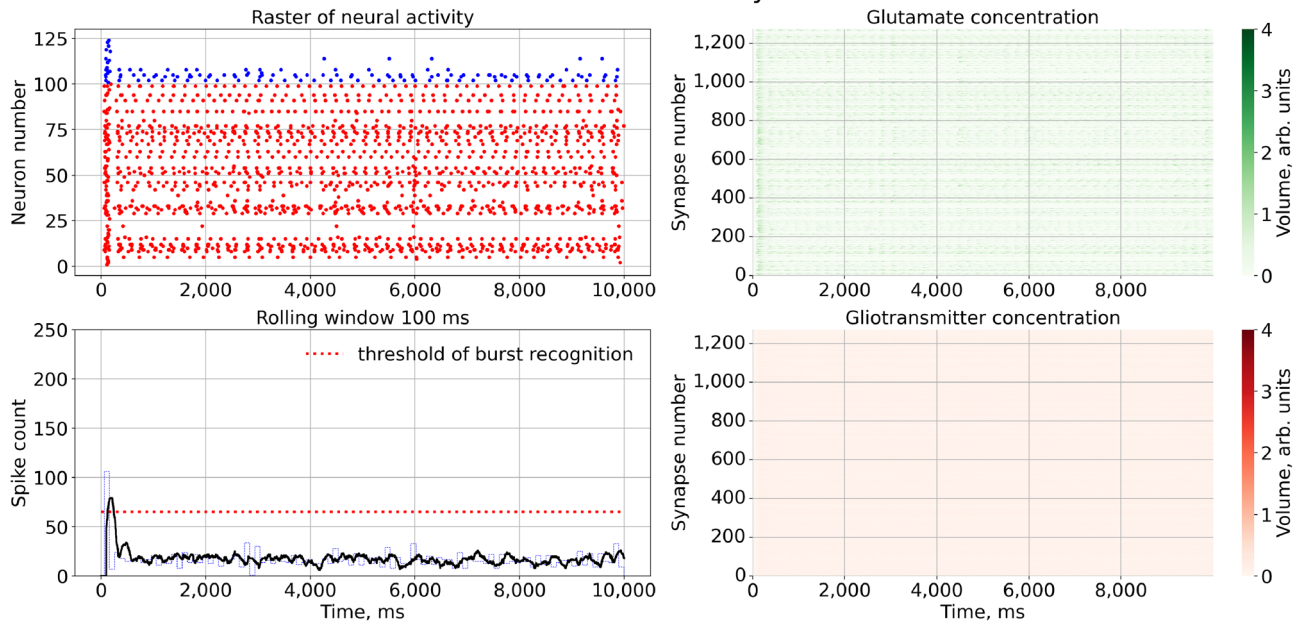 Raster of neural activity
Neuron number
125
100
75
50
25
0
0 2,000 4,000 6,000 8,000 10,000
Glutamate concentration
Synapse number
1,200
1,000
800
600
400
200
0
0 2,000 4,000 6,000 8,000
4
3
2
1
0
Volume, arb. units
Rolling window 100 ms
threshold of burst recognition
Spike count
250
200
150
100
50
0
0 2,000 4,000 6,000 8,000 10,000
Time, ms
Gliotransmitter concentration
Synapse number
1,200
1,000
800
600
400
200
0
0 2,000 4,000 6,000 8,000
Time, ms
4
3
2
1
0
Volume, arb. units